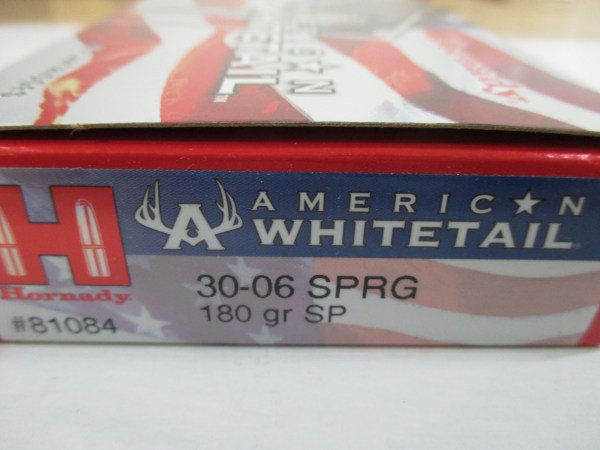 AMERIC★N
WHITETAIL
Hornady
30-06 SPRG
180 gr SP
#81084